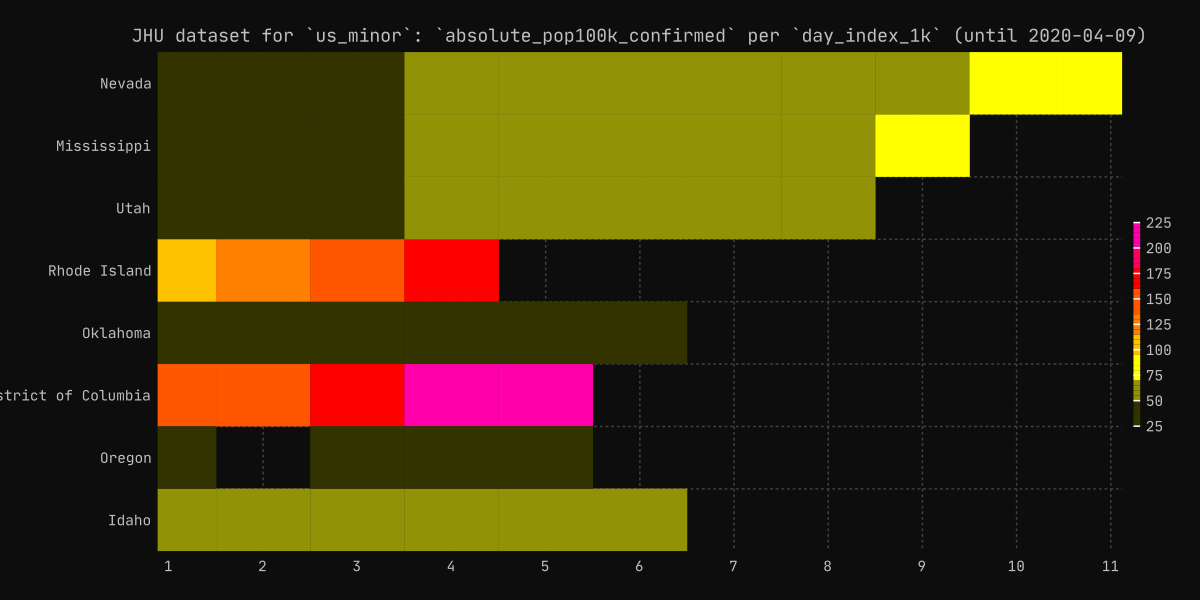 JHU dataset for `us_minor`: `absolute_pop100k_confirmed` per `day_index_1k` (until 2020-04-09)
Nevada
Mississippi
Utah
Rhode Island
Oklahoma
strict of Columbia
Oregon
Idaho
1 2 3 4 5 6 7 8 9 10 11
225
200
175
150
125
100
75
50
25